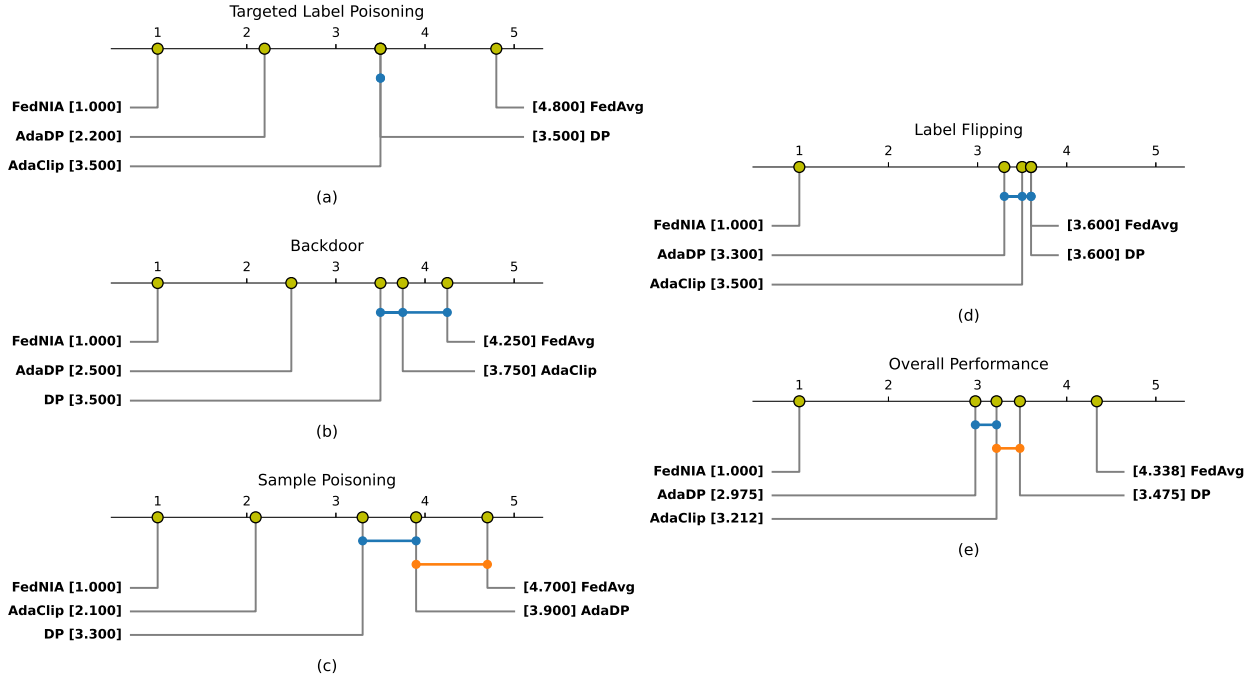 Targeted Label Poisoning
1 2 3 4 5
FedNIA [1.000] [4.800] FedAvg
AdaDP [2.200] [3.500] DP
AdaClip [3.500]
(a)
Backdoor
1 2 3 4 5
FedNIA [1.000] [4.250] FedAvg
AdaDP [2.500] [3.750] AdaClip
DP [3.500]
(b)
Sample Poisoning
1 2 3 4 5
FedNIA [1.000] [4.700] FedAvg
AdaClip [2.100] [3.900] AdaDP
DP [3.300]
(c)
Label Flipping
1 2 3 4 5
FedNIA [1.000] [3.600] FedAvg
AdaDP [3.300] [3.600] DP
AdaClip [3.500]
(d)
Overall Performance
1 2 3 4 5
FedNIA [1.000] [4.338] FedAvg
AdaDP [2.975] [3.475] DP
AdaClip [3.212]
(e)